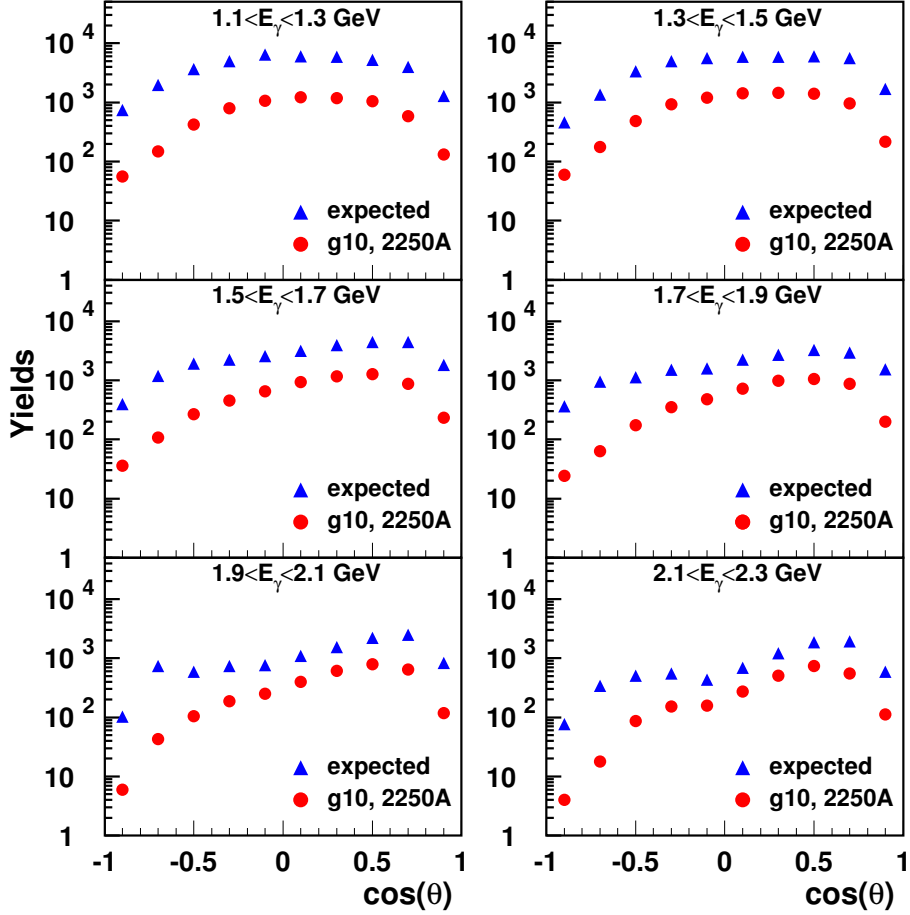 1.1<Eγ<1.3 GeV
10 4
10 3
10 2
10
1
expected
g10, 2250A
1.3<Eγ<1.5 GeV
10 4
10 3
10 2
10
1
expected
g10, 2250A
Yields
1.5<Eγ<1.7 GeV
10 4
10 3
10 2
10
1
expected
g10, 2250A
1.7<Eγ<1.9 GeV
10 4
10 3
10 2
10
1
expected
g10, 2250A
1.9<Eγ<2.1 GeV
10 4
10 3
10 2
10
1
expected
g10, 2250A
-1 -0.5 0 0.5 1
cos(θ)
2.1<Eγ<2.3 GeV
10 4
10 3
10 2
10
1
expected
g10, 2250A
-1 -0.5 0 0.5 1
cos(θ)